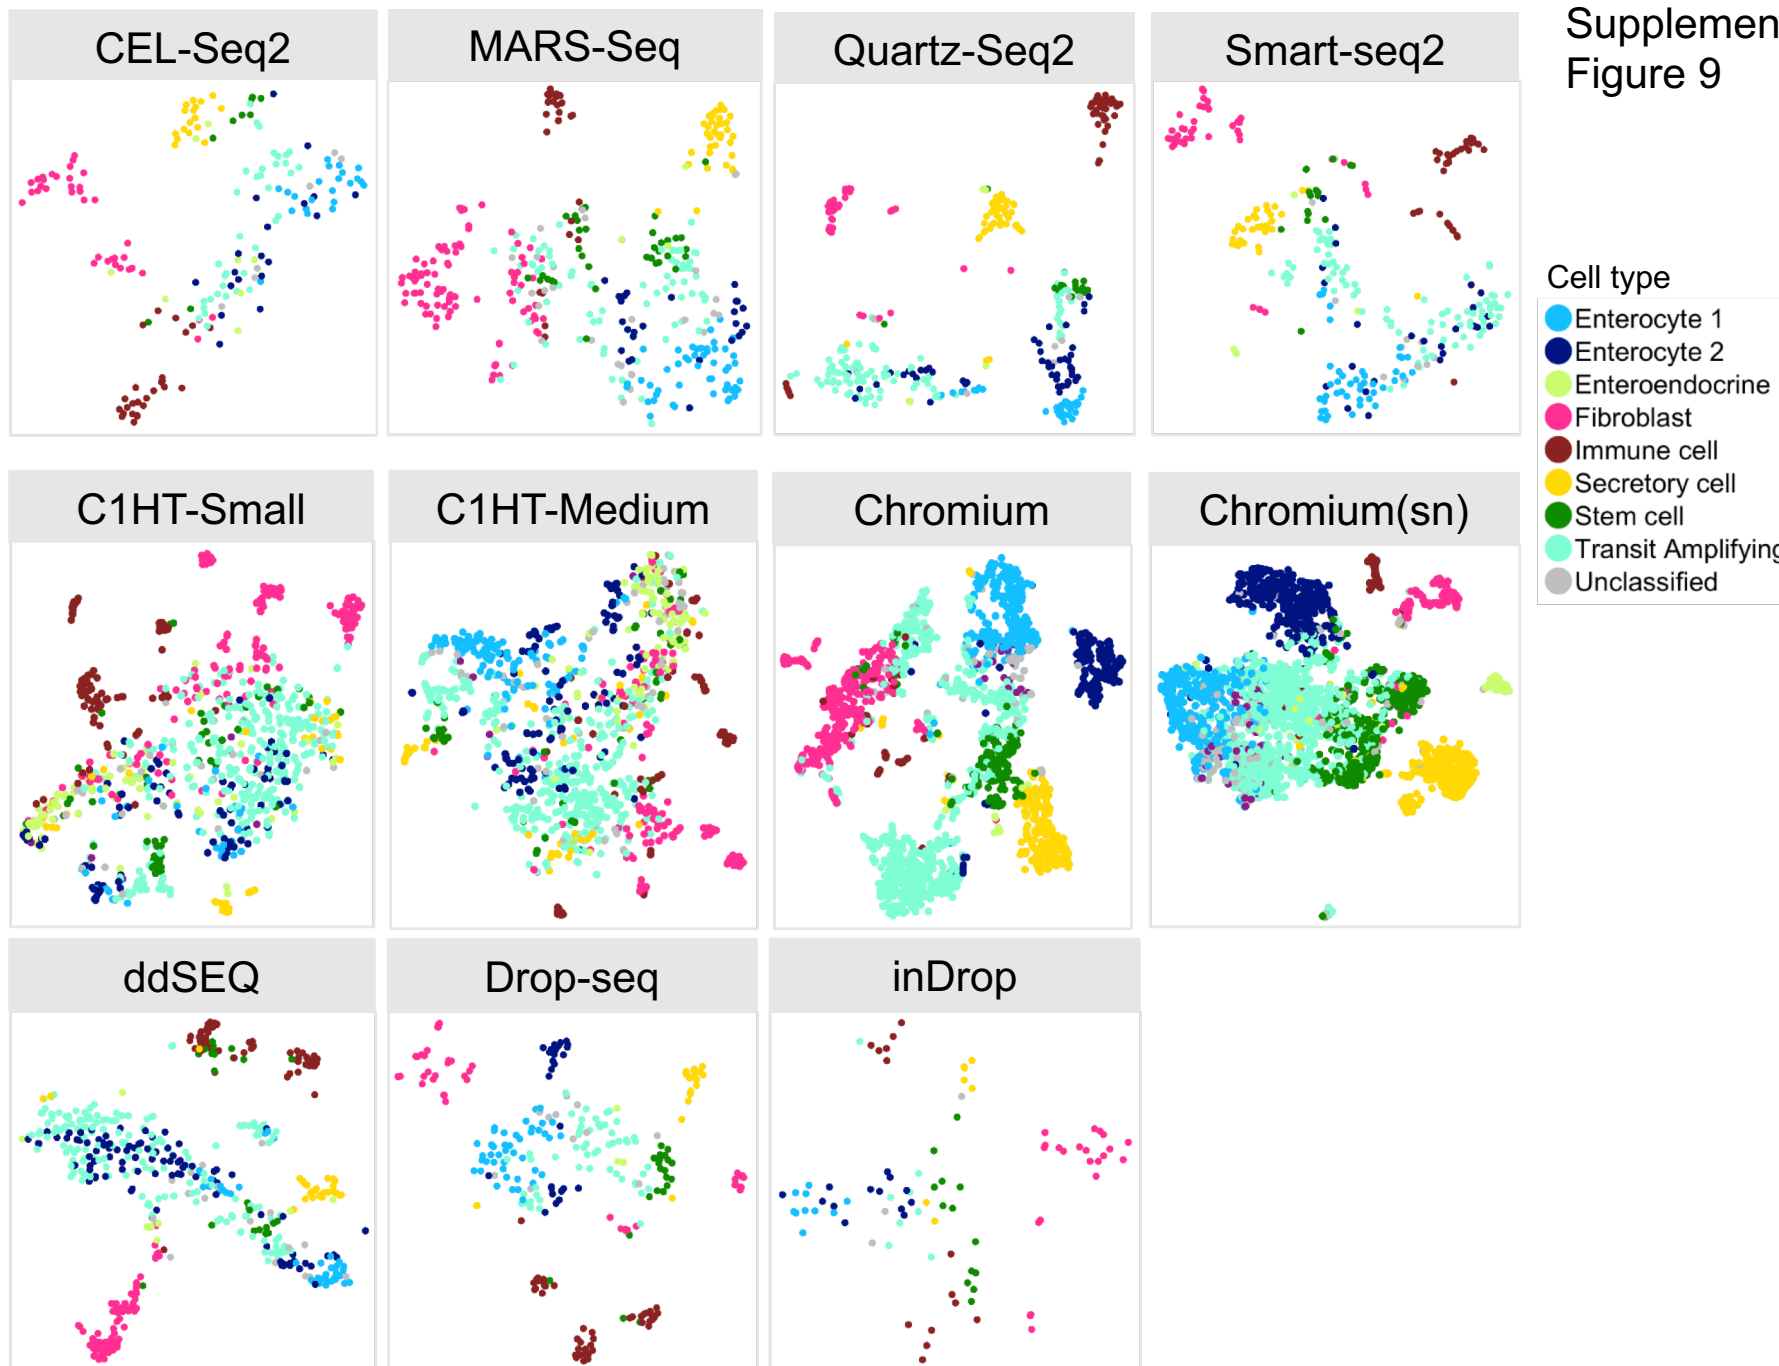 Supplemen
Figure 9
CEL-Seq2
MARS-Seq
Quartz-Seq2
Smart-seq2
Cell type
Enterocyte 1
Enterocyte 2
Enteroendocrine
Fibroblast
Immune cell
Secretory cell
Stem cell
Transit Amplifying
Unclassified
C1HT-Small
C1HT-Medium
Chromium
Chromium(sn)
ddSEQ
Drop-seq
inDrop